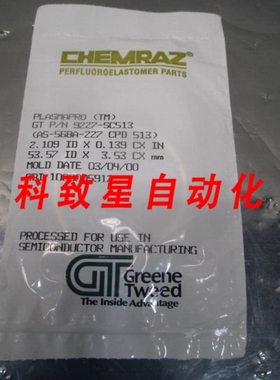 CHEMRAZ®
PERFLUOROELASTOMER PARTS
PLASMAPRO (TM)
GT P/N 9227-SC513
(AS-568A-227 CPD 513)
2.109 ID X 0.139 CX IN
53.57 ID X 3.53 CX mm
MOLD DATE 03/04/00
科致星自动化
PROCESSED FOR USE IN
SEMICONDUCTOR MANUFACTURING
GT Greene
Tweed
The Inside Advantage